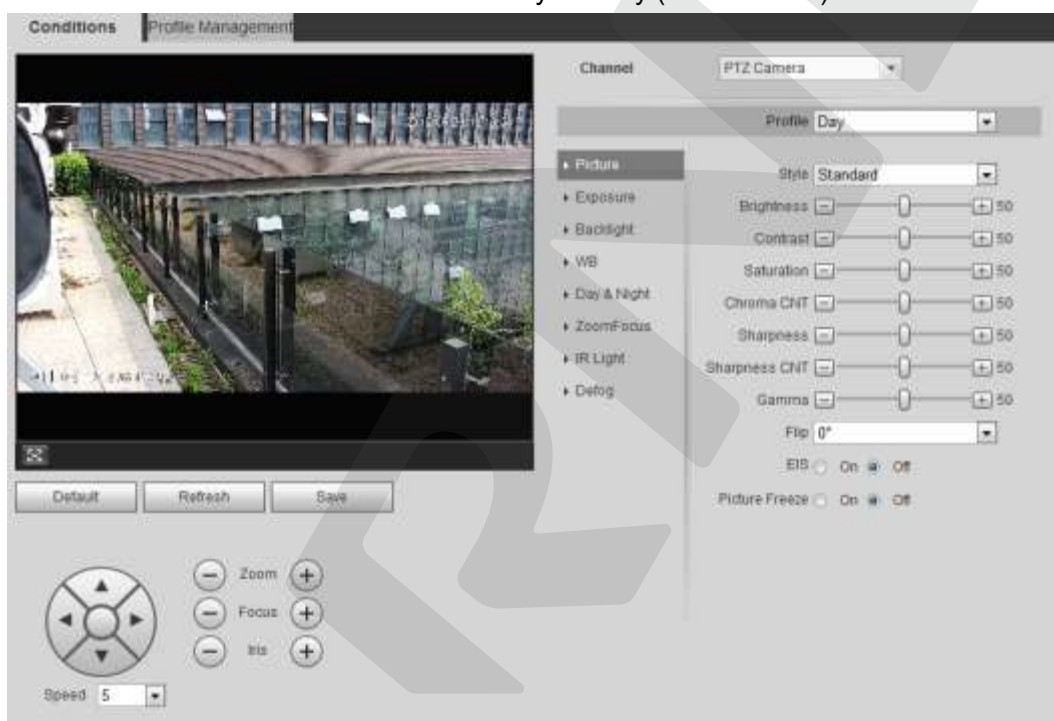 Conditions
Profile Management
Channel
PTZ Camera
Profile Day
Picture
Exposure
Backlight
WB
Day & Night
ZoomFocus
IR Light
Defog
Style Standard
Brightness 50
Contrast 50
Saturation 50
Chroma CNT 50
Sharpness 50
Sharpness CNT 50
Gamma 50
Flip 0°
EIS On Off
Picture Freeze On Off
Default
Refresh
Save
Zoom
Focus
Iris
Speed 5